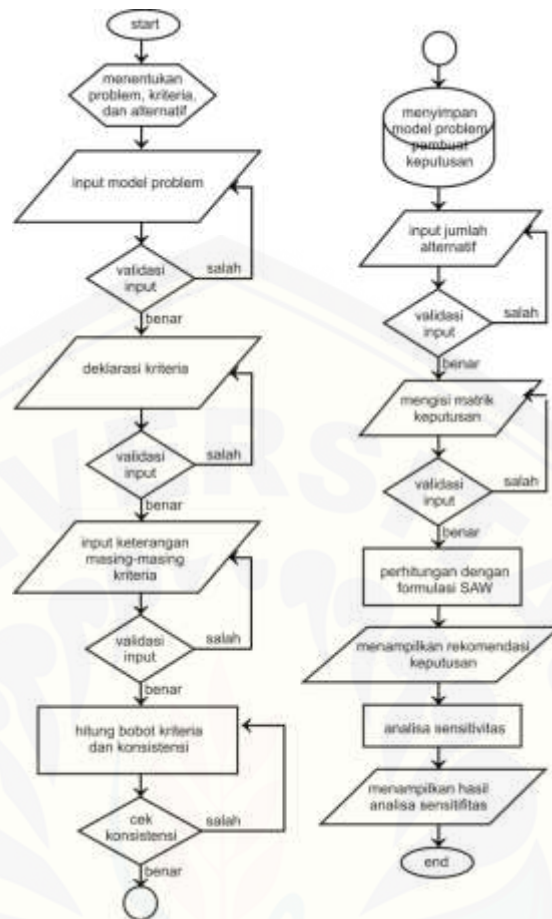 start
menentukan
problem, kriteria,
dan alternatif
input model problem
validasi
input
salah
benar
deklarasi kriteria
validasi
input
salah
benar
input keterangan
masing-masing
kriteria
validasi
input
salah
benar
hitung bobot kriteria
dan konsistensi
cek
konsistensi
salah
benar
menyimpan
model problem
pambuat
keputusan
input jumlah
alternatif
validasi
input
salah
benar
mengisi matrik
keputusan
validasi
input
salah
benar
perhitungan dengan
formulasi SAW
menampilkan rekomendasi
keputusan
analisa sensitivitas
menampilkan hasil
analisa sensitifitas
end